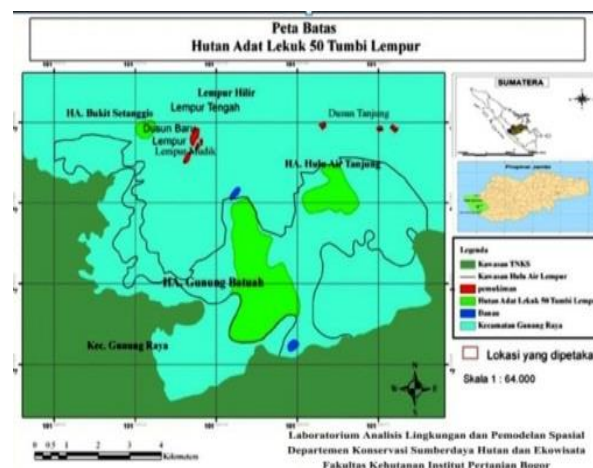 Peta Batas
Hutan Adat Lekuk 50 Tumbi Lempur
HA. Bukit Setanggis
Lempur Hilir
Lempur Tengah
Dusun Baru
Lempur
Lempur Mudik
Dusun Tanjung
HA. Hulu Air Tanjung
HA. Gunung Batuah
Kec. Gunung Raya
SUMATERA
Propinsi Jambi
Legenda
Kawasan TNKS
Kawasan Hulu Air Lempur
pemukiman
Hutan Adat Lekuk 50 Tumbi Lemp
Danau
Kecamatan Gunung Raya
Lokasi yang dipeta
Skala 1 : 64.000
N
W E
S
0 0,5 1 2 3 4
Kilometers
Laboratorium Analisis Lingkungan dan Pemodelan Spasial
Departemen Konservasi Sumberdaya Hutan dan Ekowisata
Fakultas Kehutanan Institut Pertanian Bogor